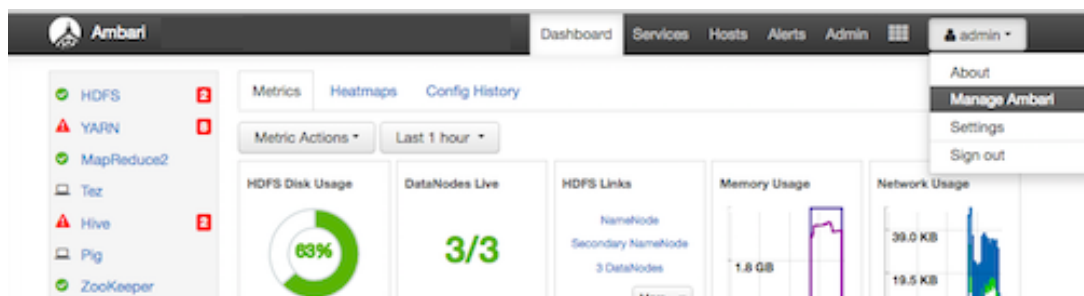 Ambari
Dashboard Services Hosts Alerts Admin admin
About
Manage Ambari
Settings
Sign out
HDFS 2
YARN
MapReduce2
Tez
Hive 2
Pig
ZooKeeper
Metrics Heatmaps Config History
Metric Actions Last 1 hour
HDFS Disk Usage
63%
DataNodes Live
3/3
HDFS Links
NameNode
Secondary NameNode
3 DataNodes
Memory Usage
1.8 GB
Network Usage
39.0 KB
19.5 KB